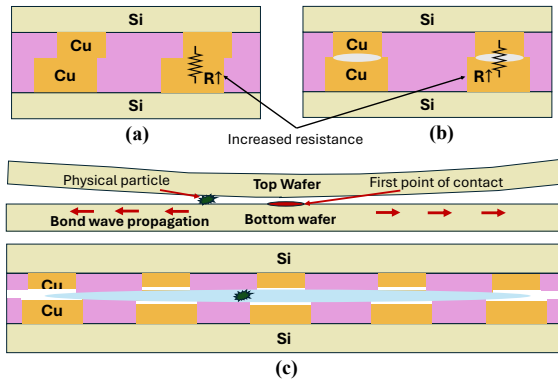 Si
Si
Cu
Cu
R↑
Cu
Cu
R↑
Si
Si
(a)
Increased resistance
(b)
Physical particle
Top Wafer
First point of contact
Bond wave propagation
Bottom wafer
Si
Cu
Cu
Si
(c)